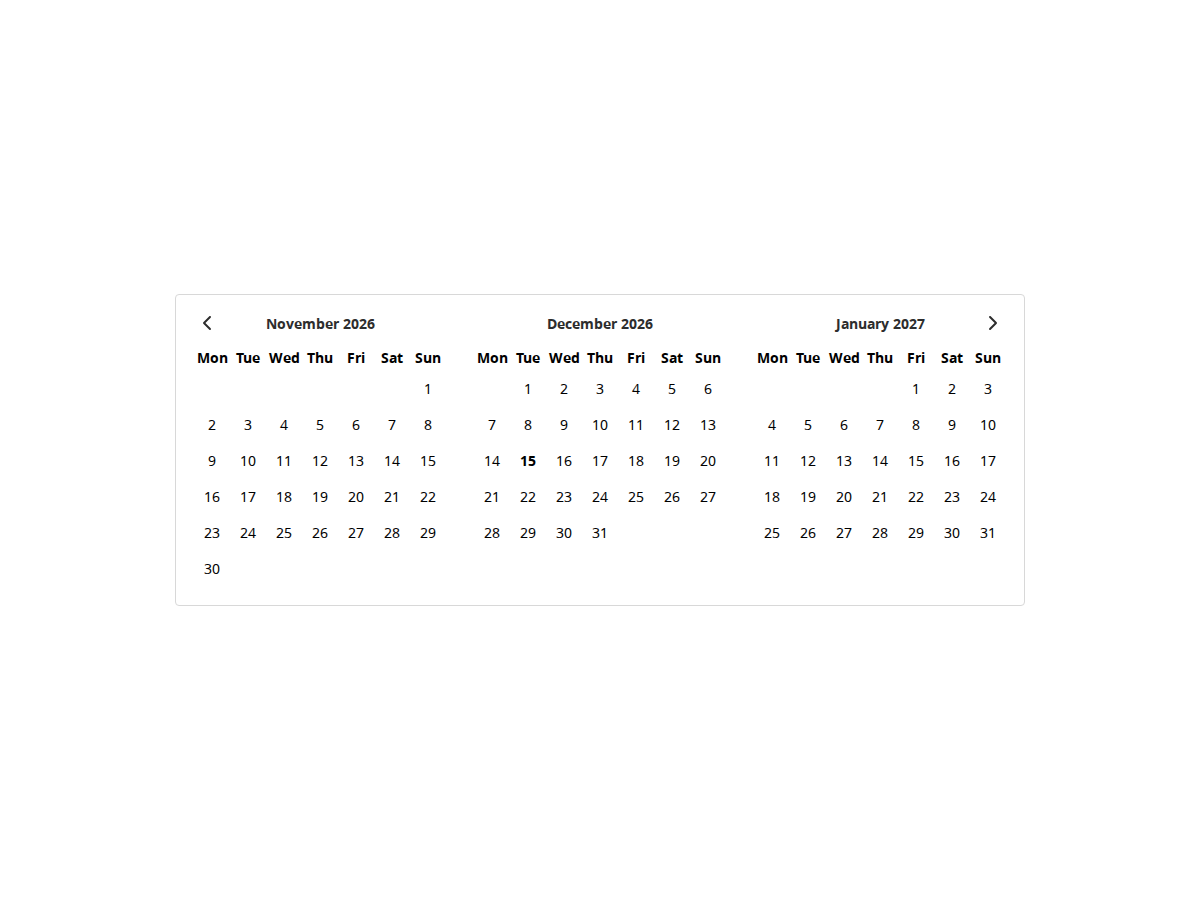 November 2026
Mon Tue Wed Thu Fri Sat Sun
1
2 3 4 5 6 7 8
9 10 11 12 13 14 15
16 17 18 19 20 21 22
23 24 25 26 27 28 29
30
December 2026
Mon Tue Wed Thu Fri Sat Sun
1 2 3 4 5 6
7 8 9 10 11 12 13
14 15 16 17 18 19 20
21 22 23 24 25 26 27
28 29 30 31
January 2027
Mon Tue Wed Thu Fri Sat Sun
1 2 3
4 5 6 7 8 9 10
11 12 13 14 15 16 17
18 19 20 21 22 23 24
25 26 27 28 29 30 31